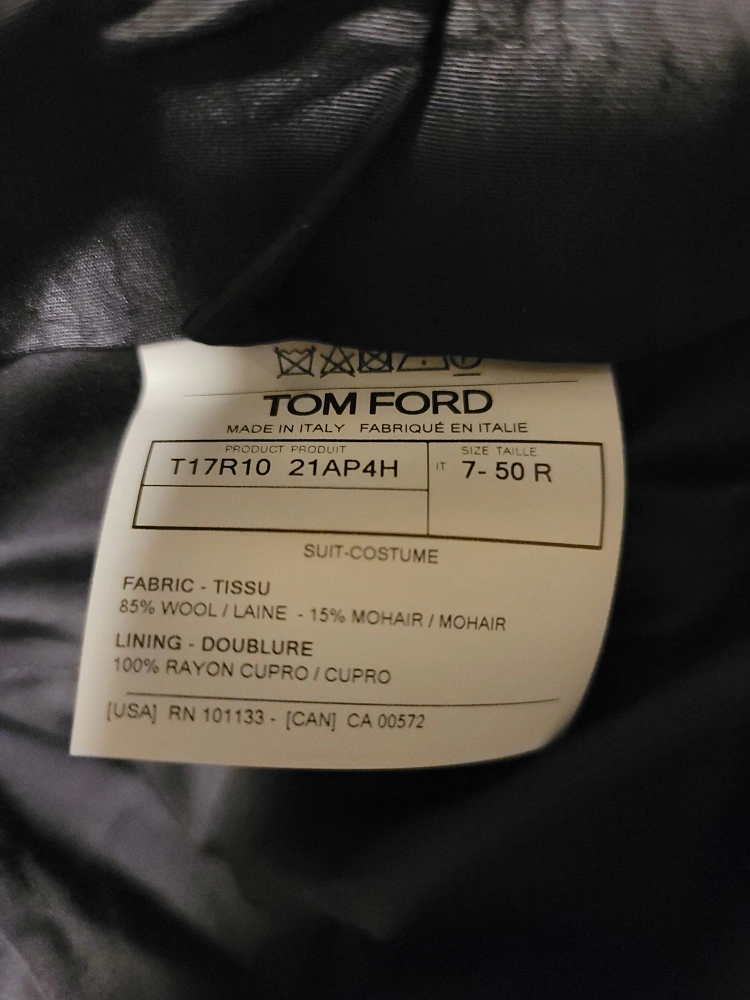 TOM FORD
MADE IN ITALY FABRIQUÉ EN ITALIE
PRODUCT PRODUIT
T17R10 21AP4H
SIZE TAILLE
IT 7- 50 R
SUIT-COSTUME
FABRIC - TISSU
85% WOOL / LAINE - 15% MOHAIR / MOHAIR
LINING - DOUBLURE
100% RAYON CUPRO / CUPRO
[USA] RN 101133 - [CAN] CA 00572